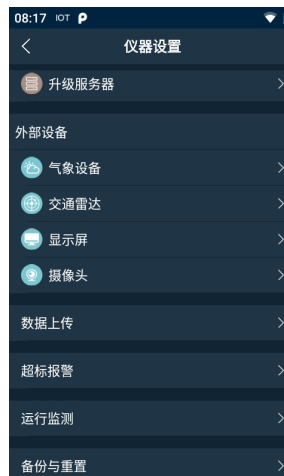 08:17 IOT P
仪器设置
升级服务器
外部设备
气象设备
交通雷达
显示屏
摄像头
数据上传
超标报警
运行监测
备份与重置